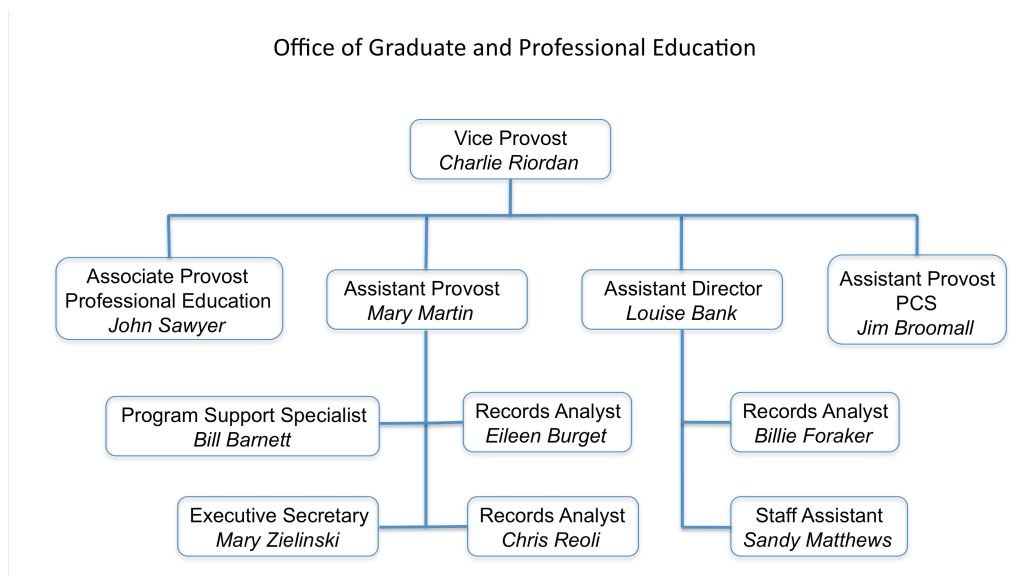 Office of Graduate and Professional Education
Vice Provost
Charlie Riordan
Associate Provost
Professional Education
John Sawyer
Assistant Provost
Mary Martin
Assistant Director
Louise Bank
Assistant Provost
PCS
Jim Broomall
Program Support Specialist
Bill Barnett
Records Analyst
Eileen Burget
Records Analyst
Billie Foraker
Executive Secretary
Mary Zielinski
Records Analyst
Chris Reoli
Staff Assistant
Sandy Matthews